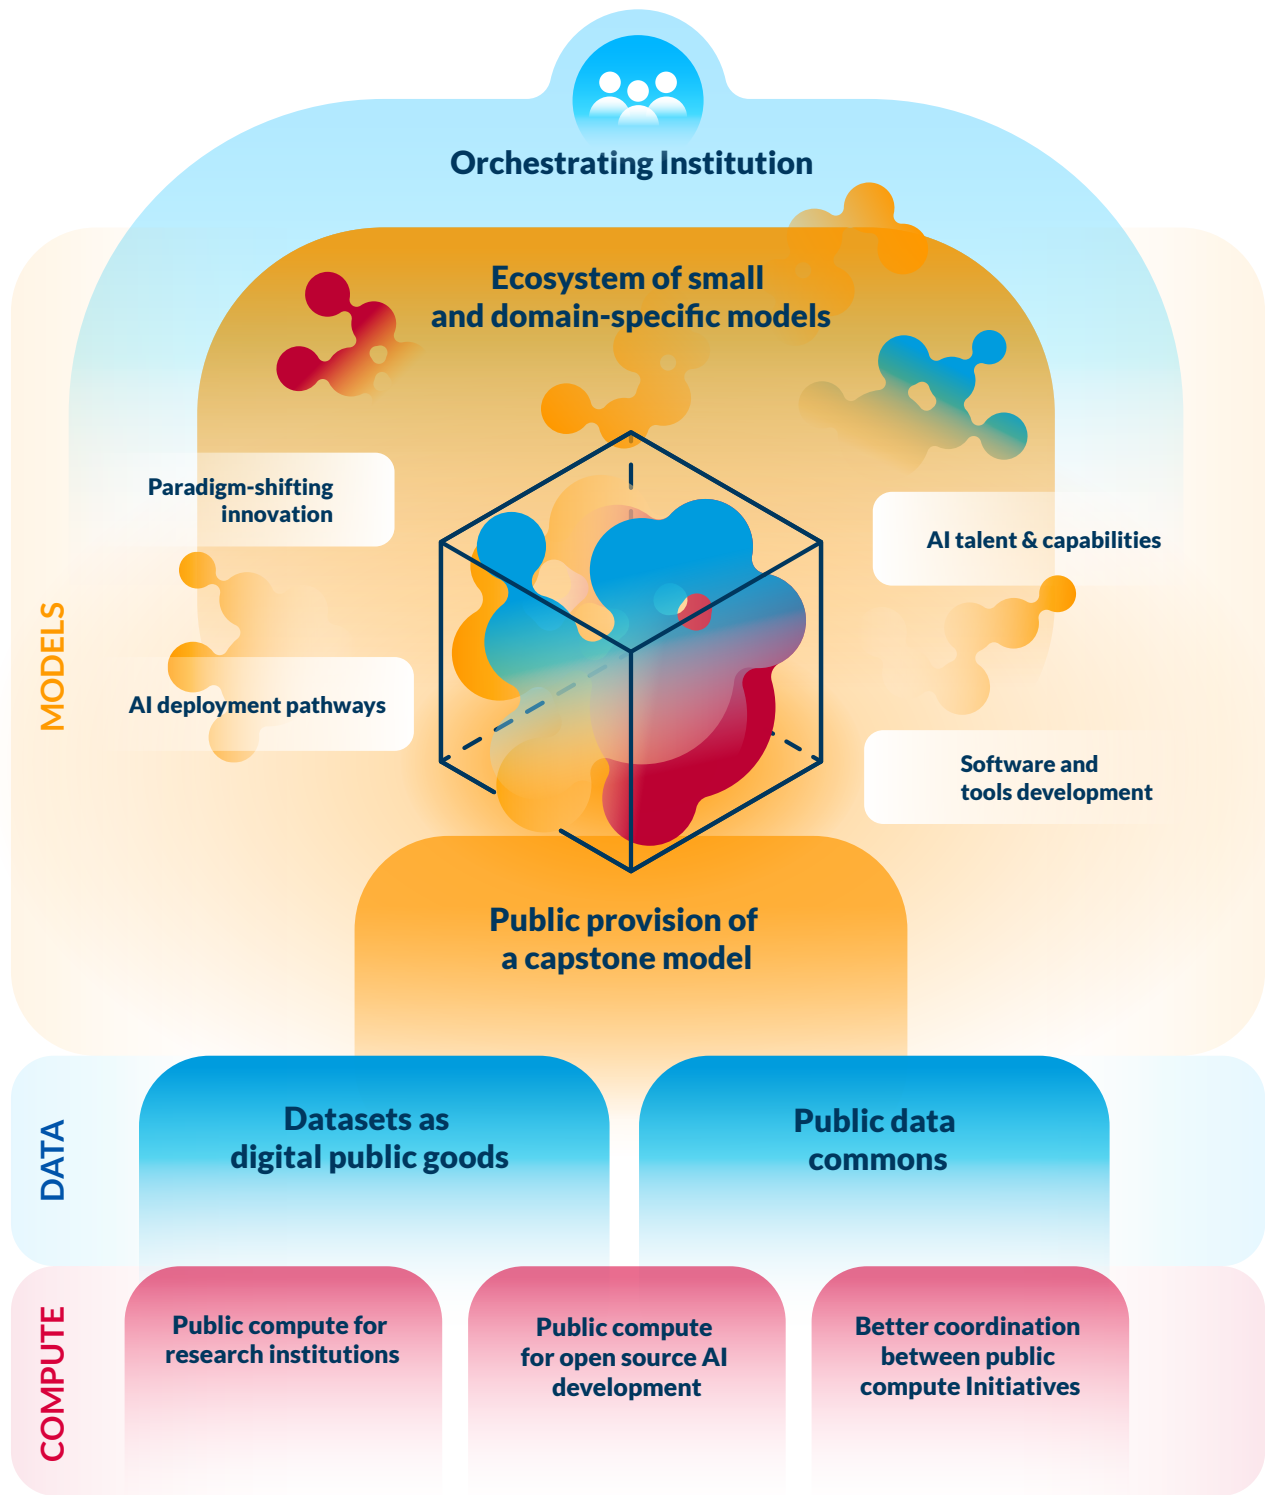 Orchestrating Institution
Ecosystem of small
and domain-specific models
Paradigm-shifting
innovation
AI talent & capabilities
MODELS
AI deployment pathways
Software and
tools development
Public provision of
a capstone model
DATA
Datasets as
digital public goods
Public data
commons
COMPUTE
Public compute for
research institutions
Public compute
for open source AI
development
Better coordination
between public
compute Initiatives